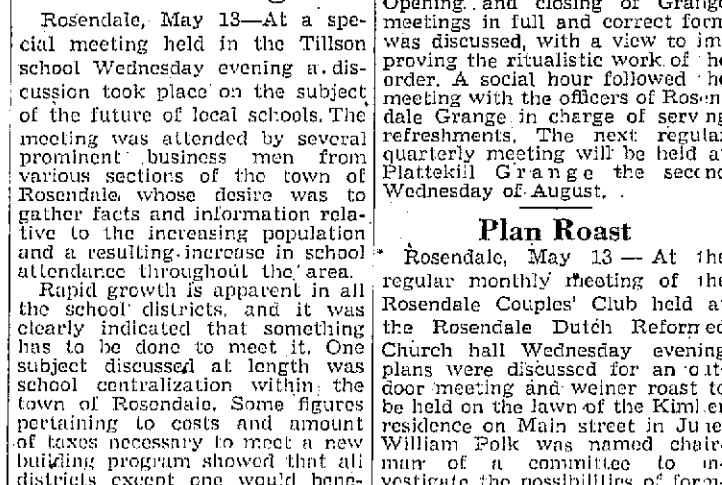 Rosendale, May 13—At a spe-
cial meeting held in the Tillson
school Wednesday evening a dis-
cussion took place on the subject
of the future of local schools. The
meeting was attended by several
prominent business men from
various sections of the town of
Rosendale whose desire was to
gather facts and information rela-
tive to the increasing population
and a resulting increase in school
attendance throughout the area.
Rapid growth is apparent in all
the school districts, and it was
clearly indicated that something
has to be done to meet it. One
subject discussed at length was
school centralization within the
town of Rosendale. Some figures
pertaining to costs and amount
of taxes necessary to meet a new
building program showed that all
districts except one would bene-
Opening and closing of Grange
meetings in full and correct form
was discussed, with a view to im
proving the ritualistic work of he
order. A social hour followed he
meeting with the officers of Rosen
dale Grange in charge of serv ng
refreshments. The next regular
quarterly meeting will be held a
Plattekill Grange the second
Wednesday of August.
Plan Roast
Rosendale, May 13 — At the
regular monthly meeting of the
Rosendale Couples' Club held a
the Rosendale Dutch Reformed
Church hall Wednesday evening
plans were discussed for an out
door meeting and weiner roast to
be held on the lawn of the Kimler
residence on Main street in June
William Polk was named chair-
man of a committee to in-
vestigate the possibilities of form-